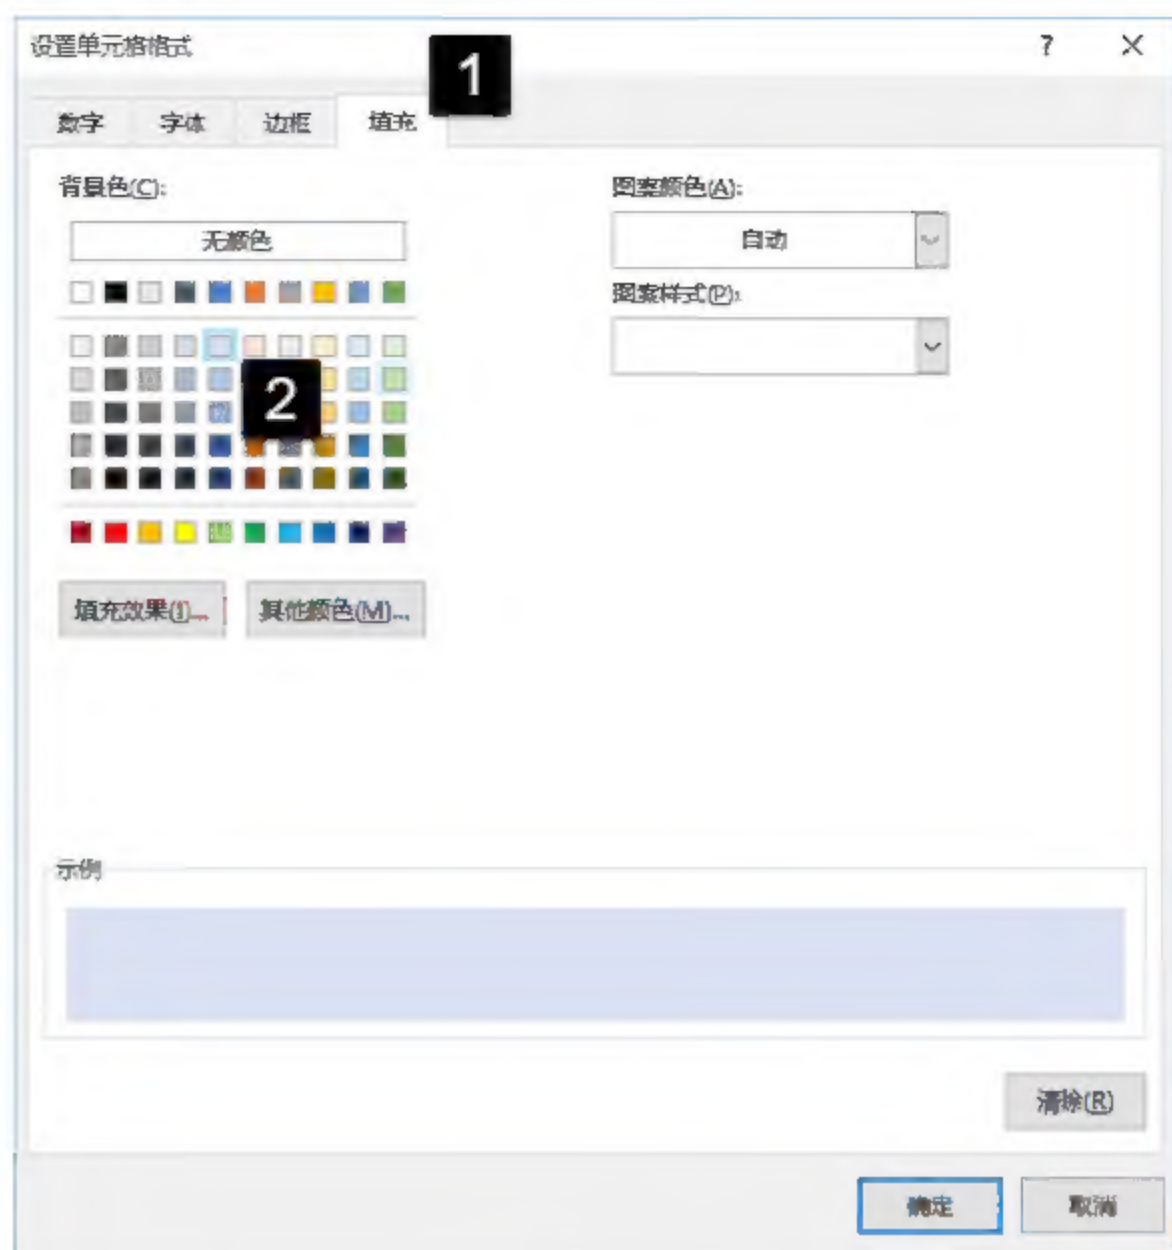 设置单元格格式
1
? ×
数字 字体 边框 填充
背景色(C):
图案颜色(A):
无颜色
自动
图案样式(P):
2
填充效果(I)...
其他颜色(M)...
示例
清除(R)
确定
取消